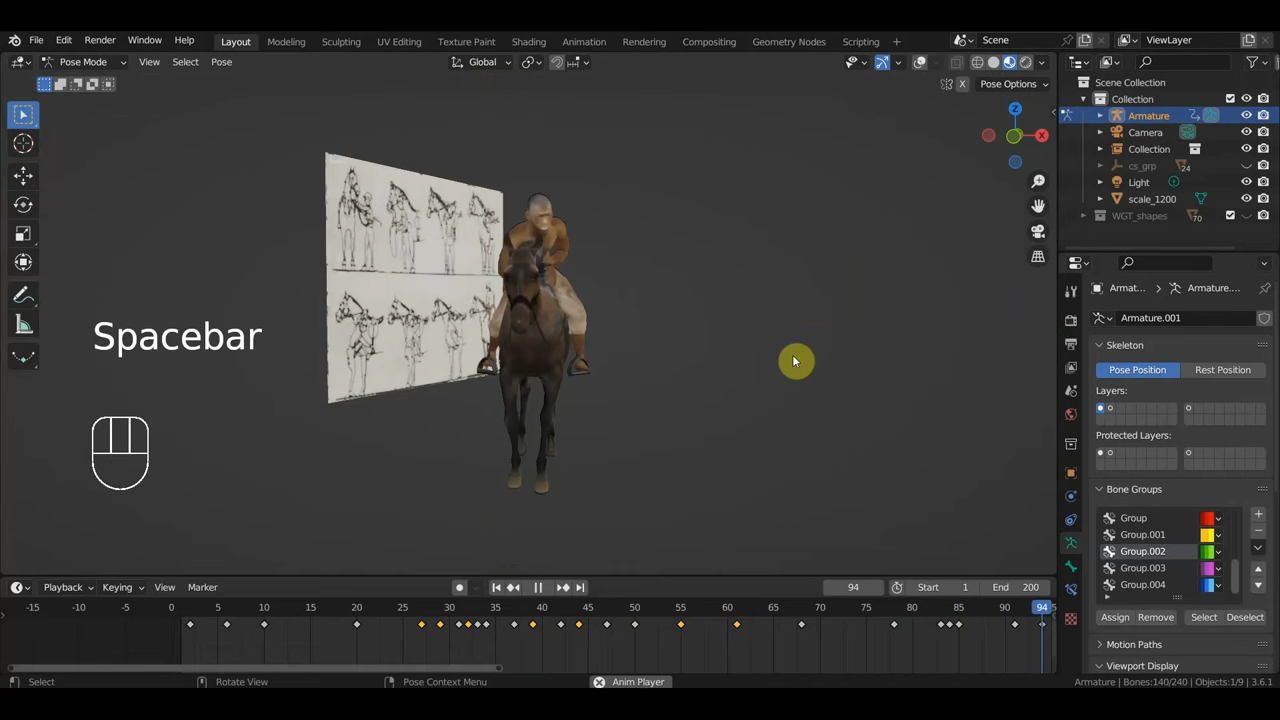 File Edit Render Window Help Layout Modeling Sculpting UV Editing Texture Paint Shading Animation Rendering Compositing Geometry Nodes Scripting + Scene ViewLayer
Pose Mode View Select Pose Global
X Pose Options
Scene Collection
Collection
Armature
Camera
Collection
cs_grp 24
Light
scale_1200
WGT_shapes 70
Z
X
Armat... Armature....
Armature.001
Skeleton
Pose Position Rest Position
Layers:
Protected Layers:
Bone Groups
Group
Group.001
Group.002
Group.003
Group.004
Assign Remove Select Deselect
Motion Paths
Viewport Display
Spacebar
Playback Keying View Marker 94 Start 1 End 200
-15 -10 -5 0 5 10 15 20 25 30 35 40 45 50 55 60 65 70 75 80 85 90 94
Select Rotate View Pose Context Menu Anim Player Armature | Bones:140/240 | Objects:1/9 | 3.6.1